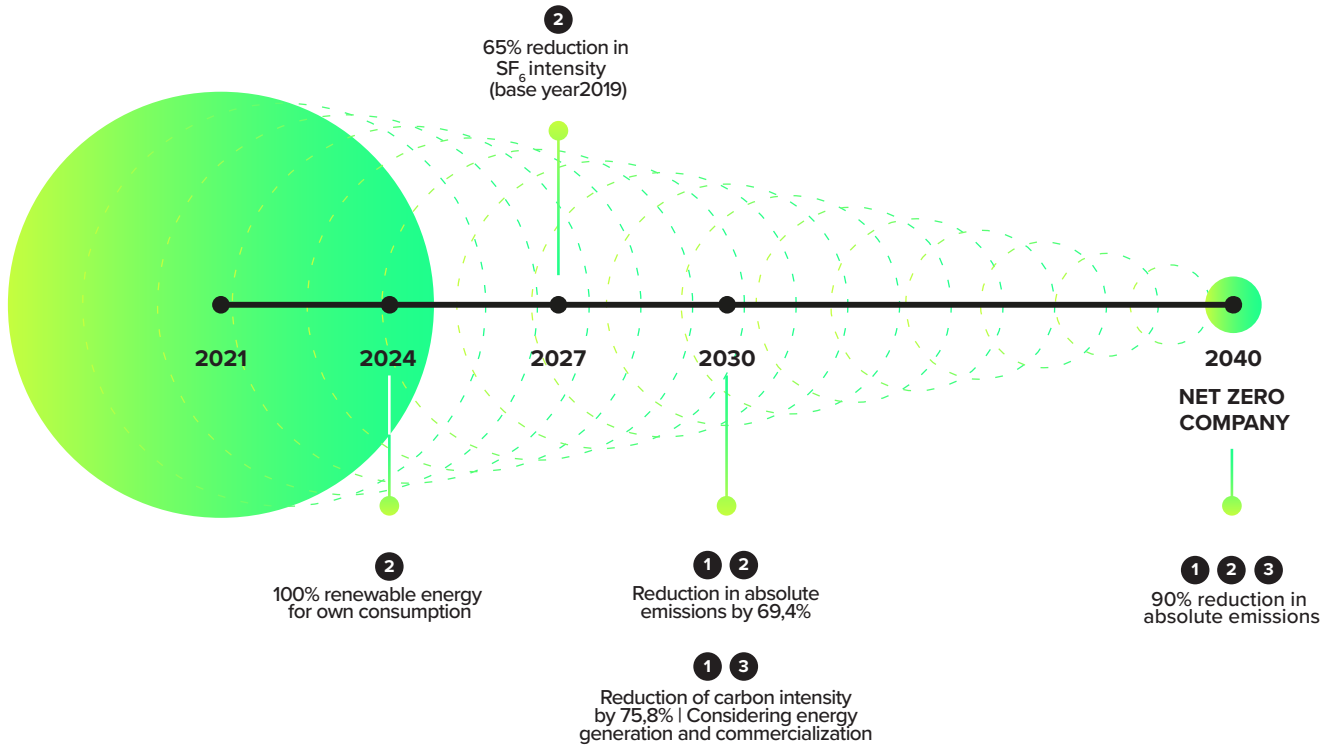 2
65% reduction in
SF6 intensity
(base year2019)
2021
2024
2027
2030
2040
NET ZERO
COMPANY
2
100% renewable energy
for own consumption
1 2
Reduction in absolute
emissions by 69,4%
1 3
Reduction of carbon intensity
by 75,8% | Considering energy
generation and commercialization
1 2 3
90% reduction in
absolute emissions